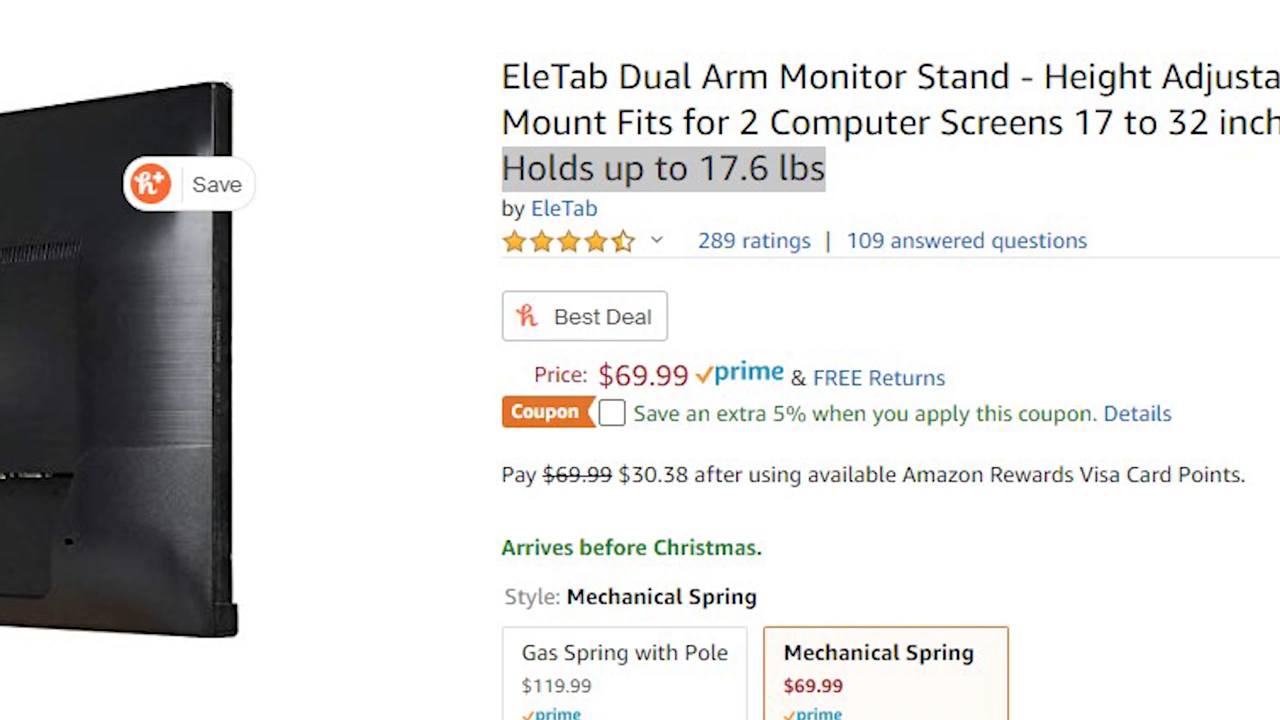 EleTab Dual Arm Monitor Stand - Height Adjusta
Mount Fits for 2 Computer Screens 17 to 32 inch
Holds up to 17.6 lbs
by EleTab
289 ratings | 109 answered questions
Save
Best Deal
Price: $69.99 prime & FREE Returns
Coupon Save an extra 5% when you apply this coupon. Details
Pay $69.99 $30.38 after using available Amazon Rewards Visa Card Points.
Arrives before Christmas.
Style: Mechanical Spring
Gas Spring with Pole
$119.99
prime
Mechanical Spring
$69.99
prime